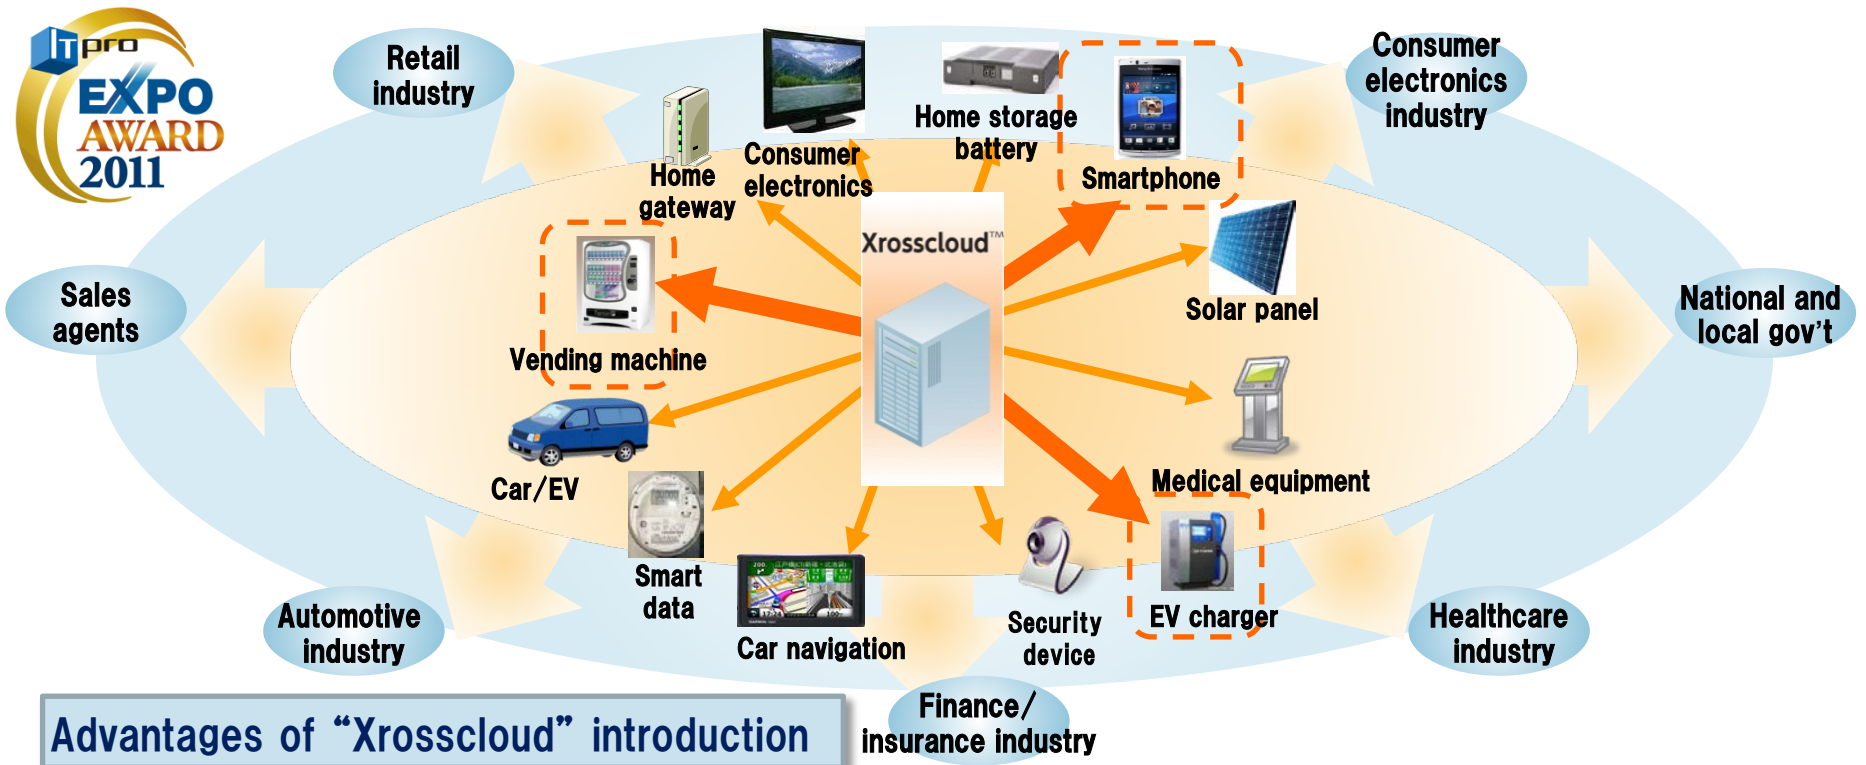 ITpro
EXPO
AWARD
2011
Retail
industry
Consumer
electronics
industry
Home
gateway
Consumer
electronics
Home storage
battery
Smartphone
Xrosscloud™
Sales
agents
Vending machine
Solar panel
National and
local gov't
Car/EV
Medical equipment
Smart
data
Car navigation
Security
device
EV charger
Automotive
industry
Healthcare
industry
Finance/
insurance industry
Advantages of “Xrosscloud” introduction